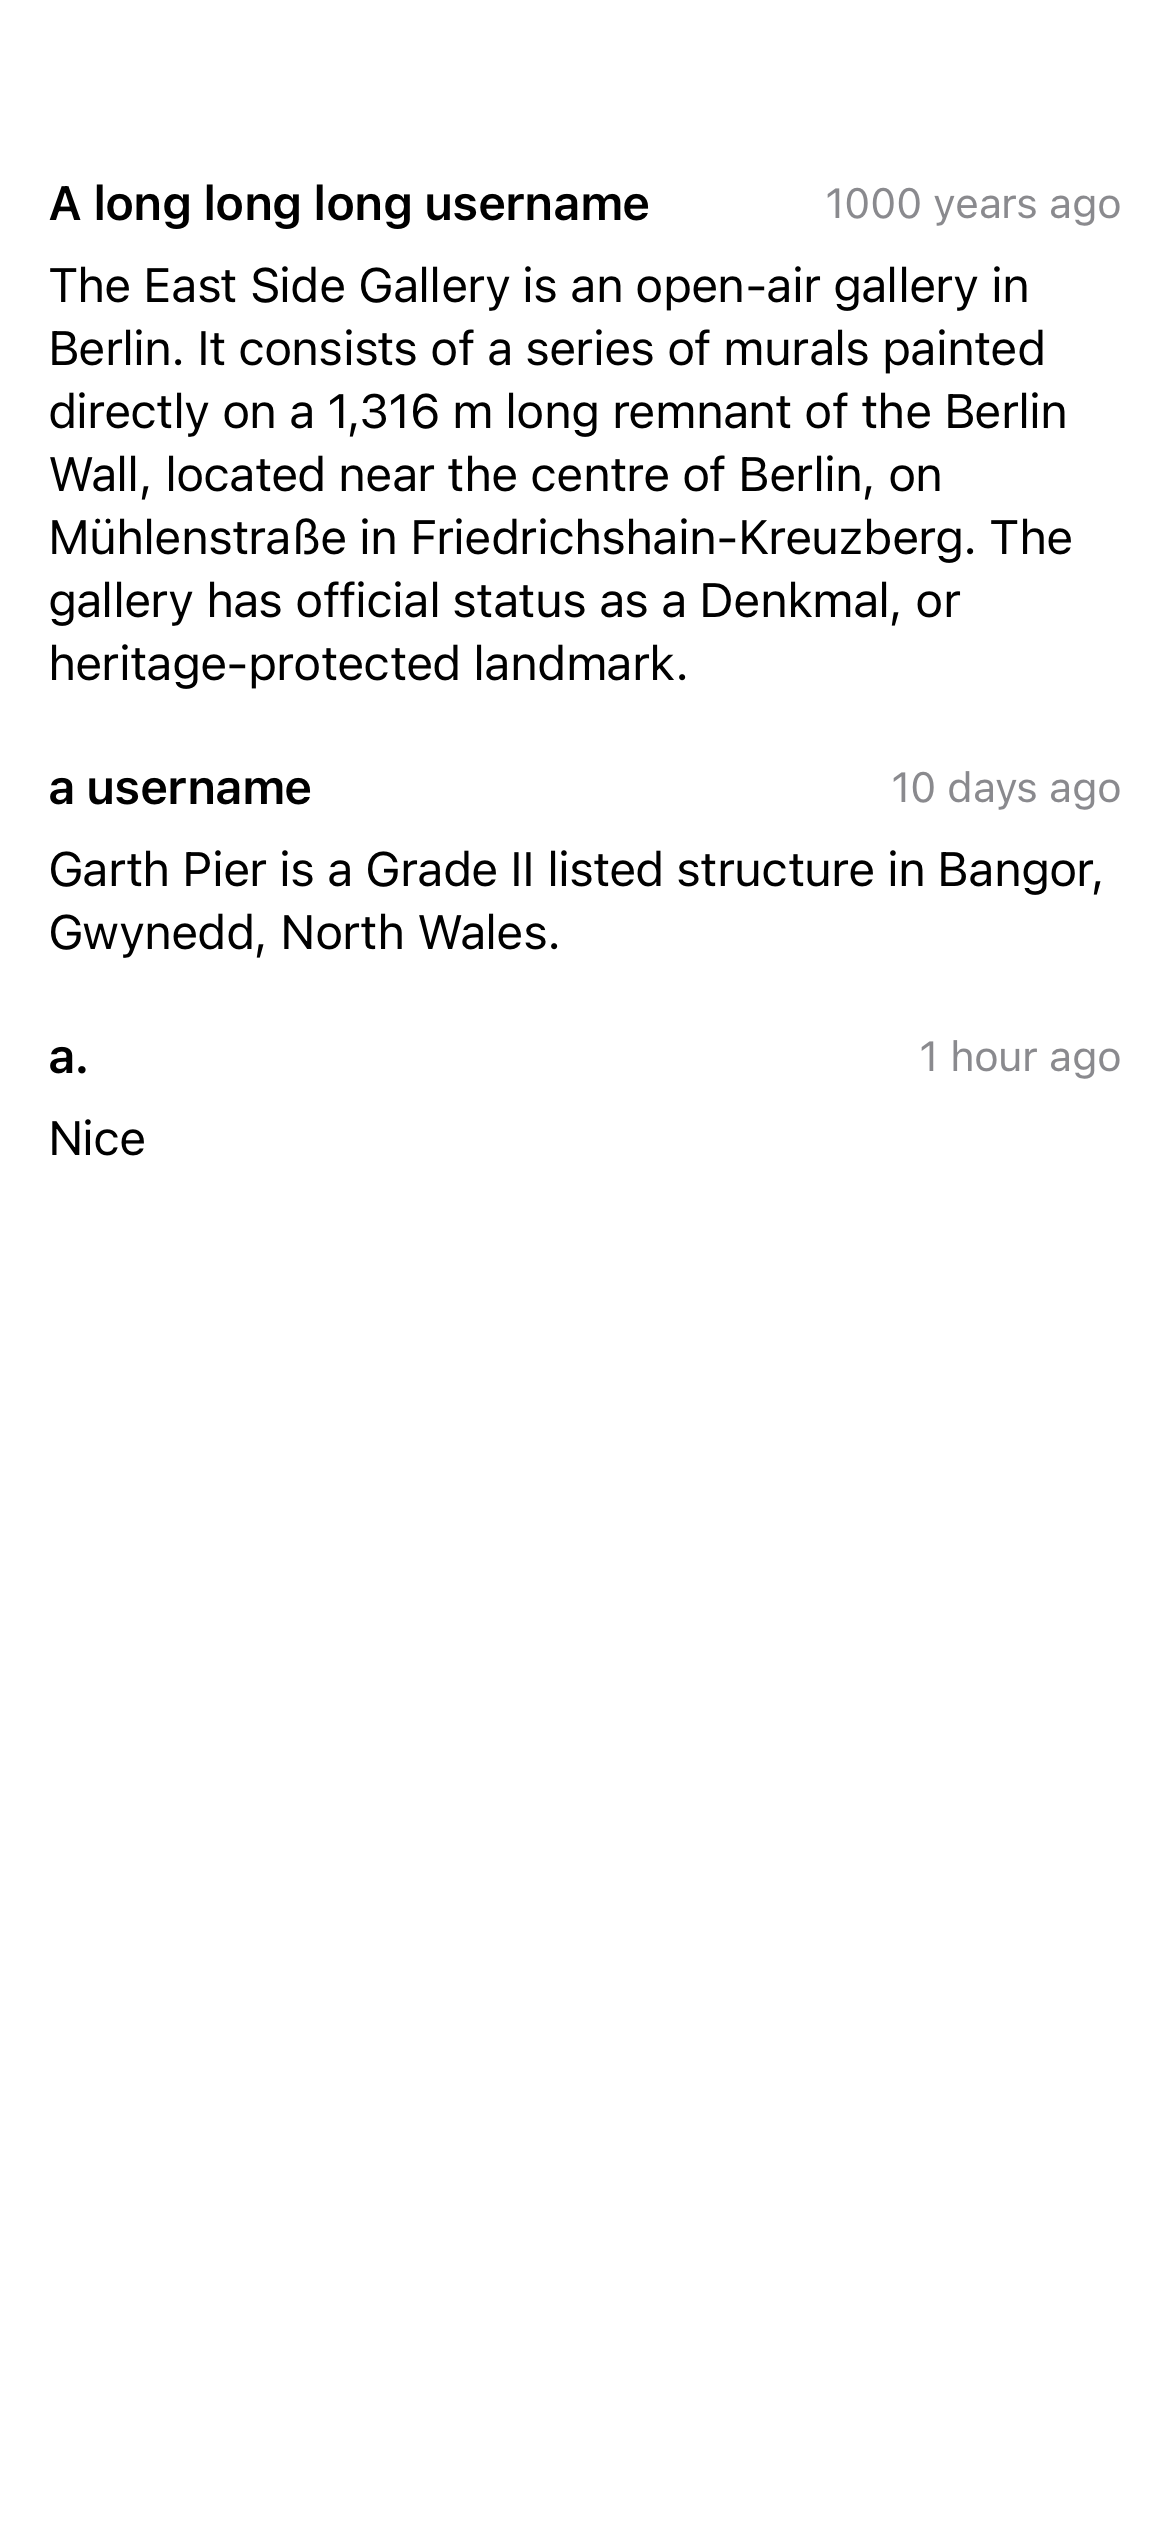 A long long long username
1000 years ago
The East Side Gallery is an open-air gallery in
Berlin. It consists of a series of murals painted
directly on a 1,316 m long remnant of the Berlin
Wall, located near the centre of Berlin, on
Mühlenstraße in Friedrichshain-Kreuzberg. The
gallery has official status as a Denkmal, or
heritage-protected landmark.
a username
10 days ago
Garth Pier is a Grade II listed structure in Bangor,
Gwynedd, North Wales.
a.
1 hour ago
Nice